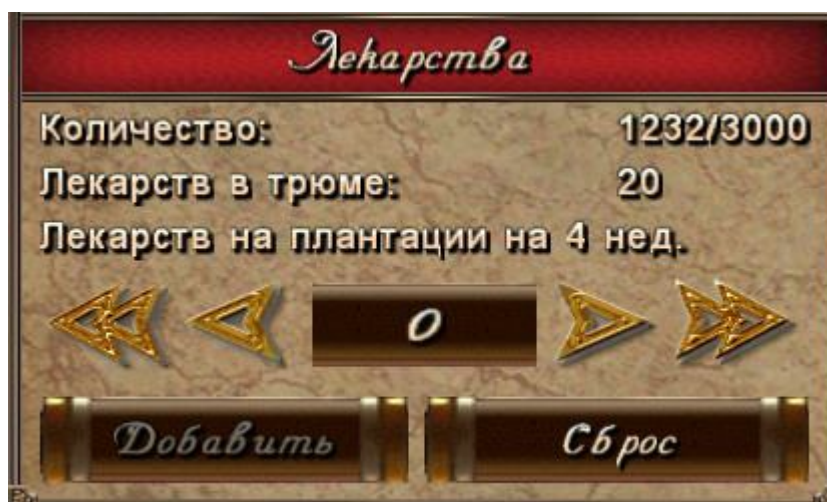 Лекарства
Количество: 1232/3000
Лекарств в трюме: 20
Лекарств на плантации на 4 нед.
0
Добавить Сброс